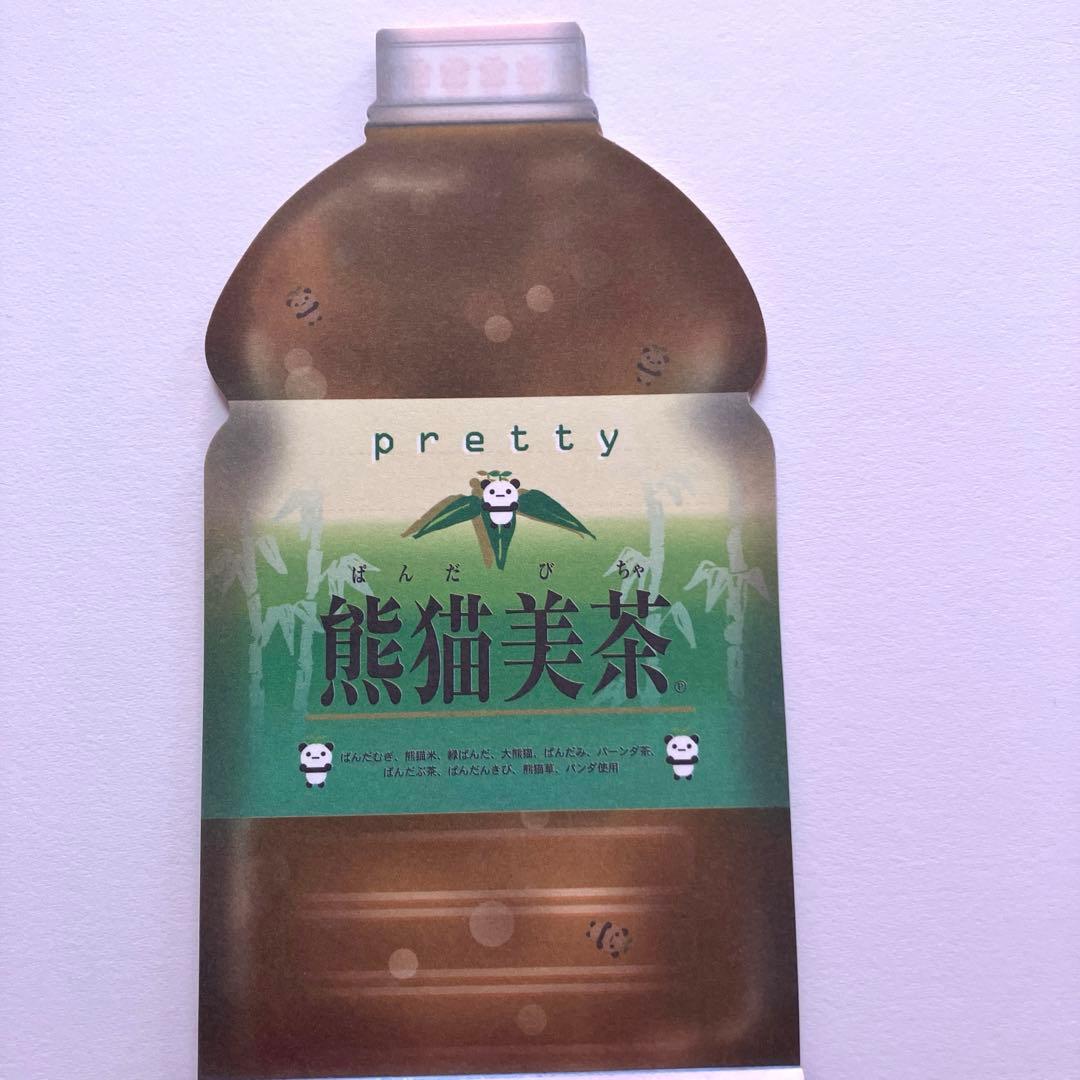 pretty
ぱんだびちゃ
熊猫美茶Ⓟ
ぱんだむぎ、熊猫米、緑ぱんだ、大熊猫、ぱんだみ、パーンダ茶、
ぱんだぷ茶、ぱんだんきび、熊猫草、パンダ使用